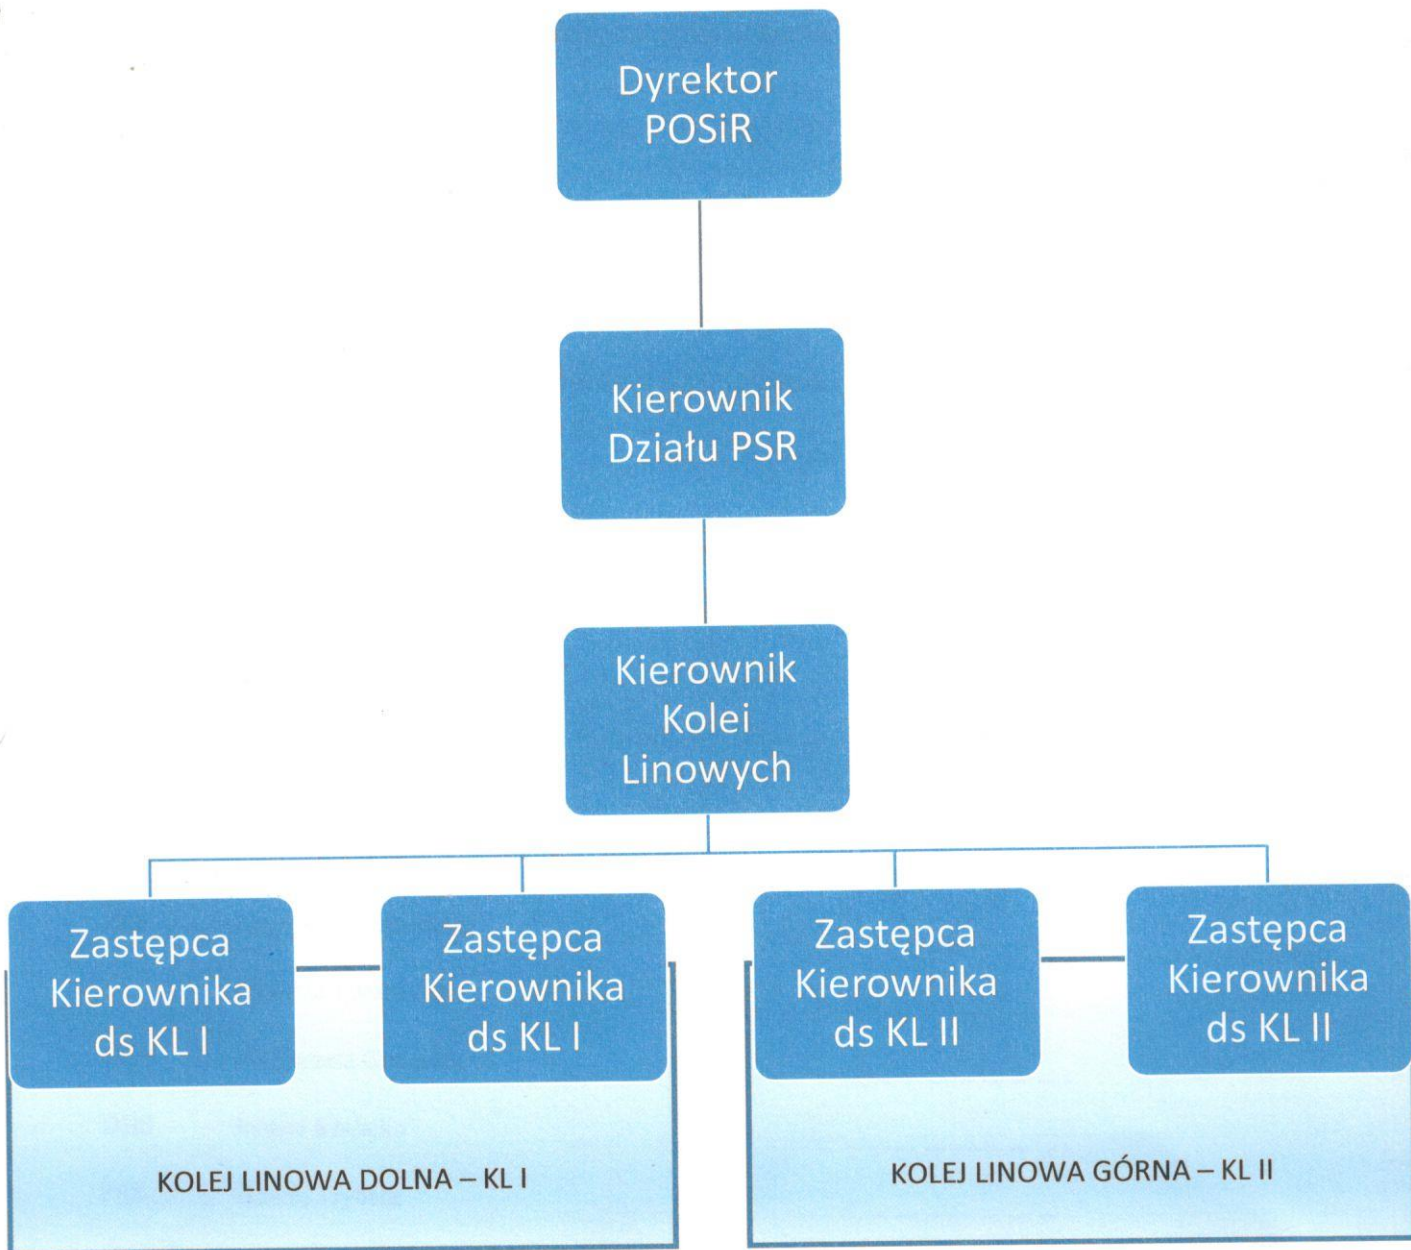 Dyrektor
POSiR
Kierownik
Działu PSR
Kierownik
Kolei
Linowych
Zastępca
Kierownika
ds KL I
Zastępca
Kierownika
ds KL I
Zastępca
Kierownika
ds KL II
Zastępca
Kierownika
ds KL II
KOLEJ LINOWA DOLNA – KL I
KOLEJ LINOWA GÓRNA – KL II